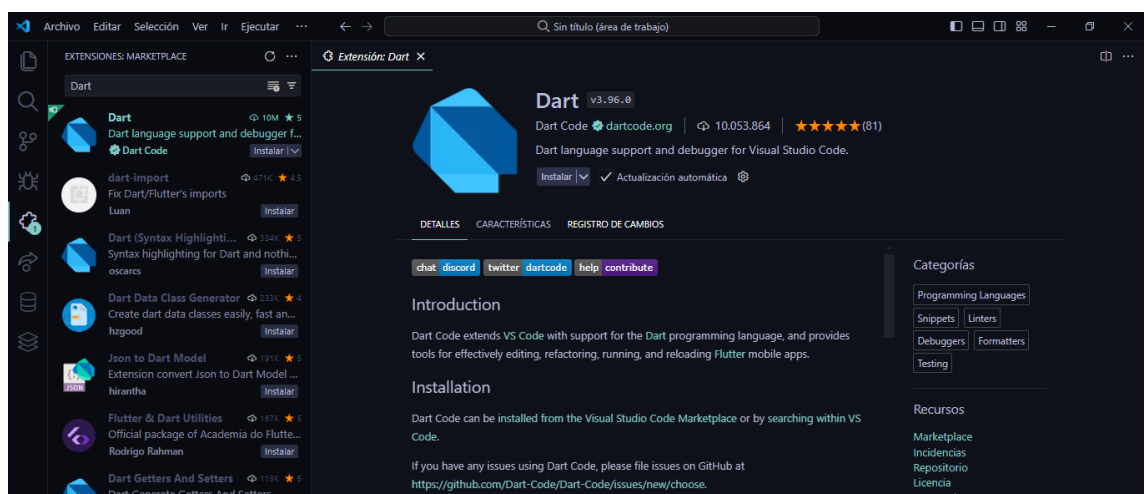 Archivo Editar Selección Ver Ir Ejecutar ···
Sin título (área de trabajo)
EXTENSIONES: MARKETPLACE
Dart
Dart 10M ★ 5
Dart language support and debugger f...
Dart Code Instalar
dart-import 471K ★ 4.5
Fix Dart/Flutter's imports
Luan Instalar
Dart (Syntax Highlighti... 334K ★ 5
Syntax highlighting for Dart and nothi...
oscarcs Instalar
Dart Data Class Generator 233K ★ 4
Create dart data classes easily, fast an...
hzgood Instalar
Json to Dart Model 191K ★ 5
Extension convert Json to Dart Model ...
hirantha Instalar
JSON
Flutter & Dart Utilities 167K ★ 5
Official package of Academia do Flutte...
Rodrigo Rahman Instalar
Dart Getters And Setters 113K ★ 5
Dart Generate Getters And Setters
1
Extensión: Dart
Dart v3.96.0
Dart Code dartcode.org 10.053.864 ★★★★★(81)
Dart language support and debugger for Visual Studio Code.
Instalar Actualización automática
DETALLES CARACTERÍSTICAS REGISTRO DE CAMBIOS
chat discord twitter dartcode help contribute
Introduction
Dart Code extends VS Code with support for the Dart programming language, and provides
tools for effectively editing, refactoring, running, and reloading Flutter mobile apps.
Installation
Dart Code can be installed from the Visual Studio Code Marketplace or by searching within VS
Code.
If you have any issues using Dart Code, please file issues on GitHub at
https://github.com/Dart-Code/Dart-Code/issues/new/choose.
Categorías
Programming Languages
Snippets Linters
Debuggers Formatters
Testing
Recursos
Marketplace
Incidencias
Repositorio
Licencia